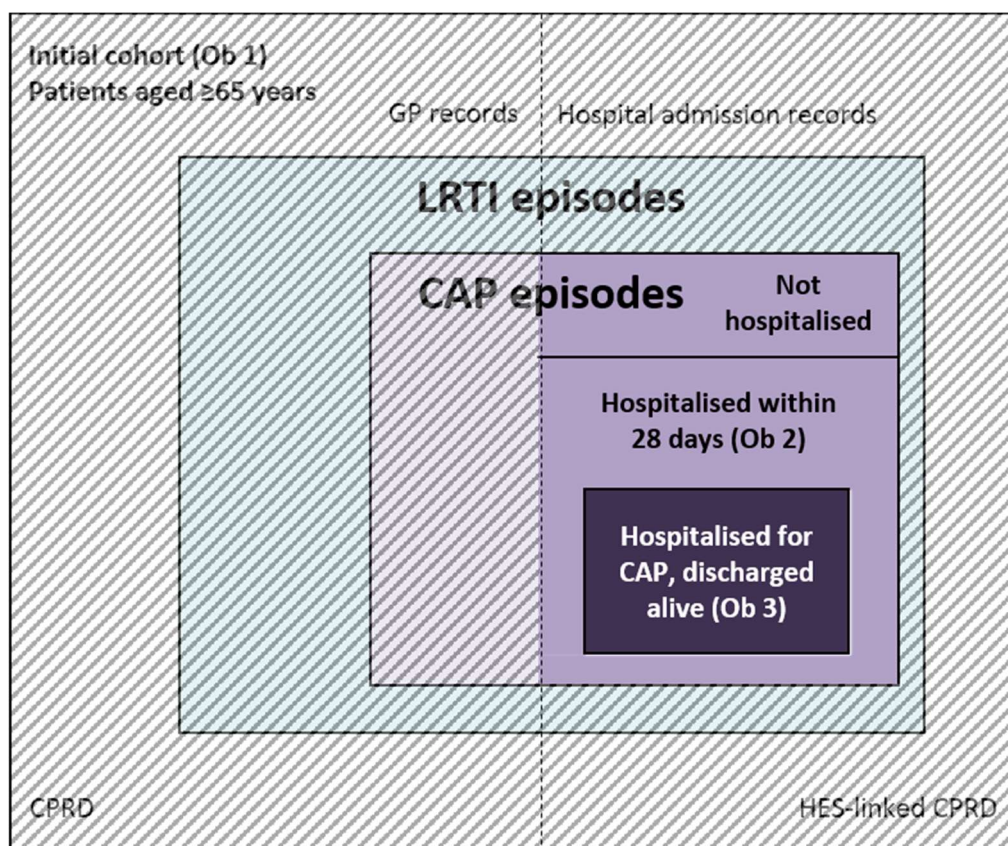 Initial cohort (Ob 1)
Patients aged ≥65 years
GP records
Hospital admission records
LRTI episodes
CAP episodes
Not
hospitalised
Hospitalised within
28 days (Ob 2)
Hospitalised for
CAP, discharged
alive (Ob 3)
CPRD
HES-linked CPRD